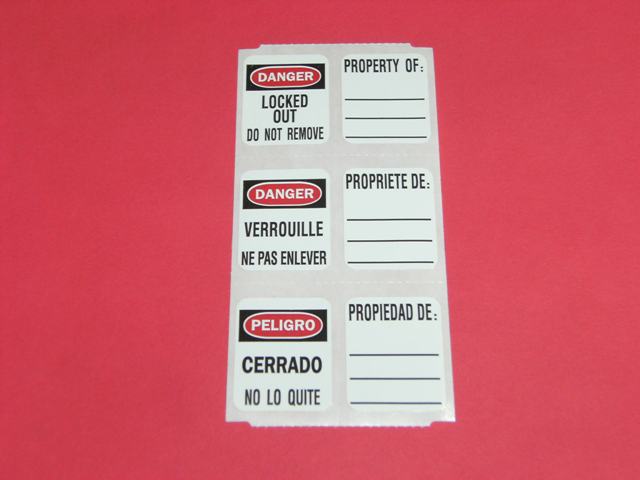 DANGER
LOCKED
OUT
DO NOT REMOVE
PROPERTY OF:
DANGER
VERROUILLE
NE PAS ENLEVER
PROPRIETE DE:
PELIGRO
CERRADO
NO LO QUITE
PROPIEDAD DE: